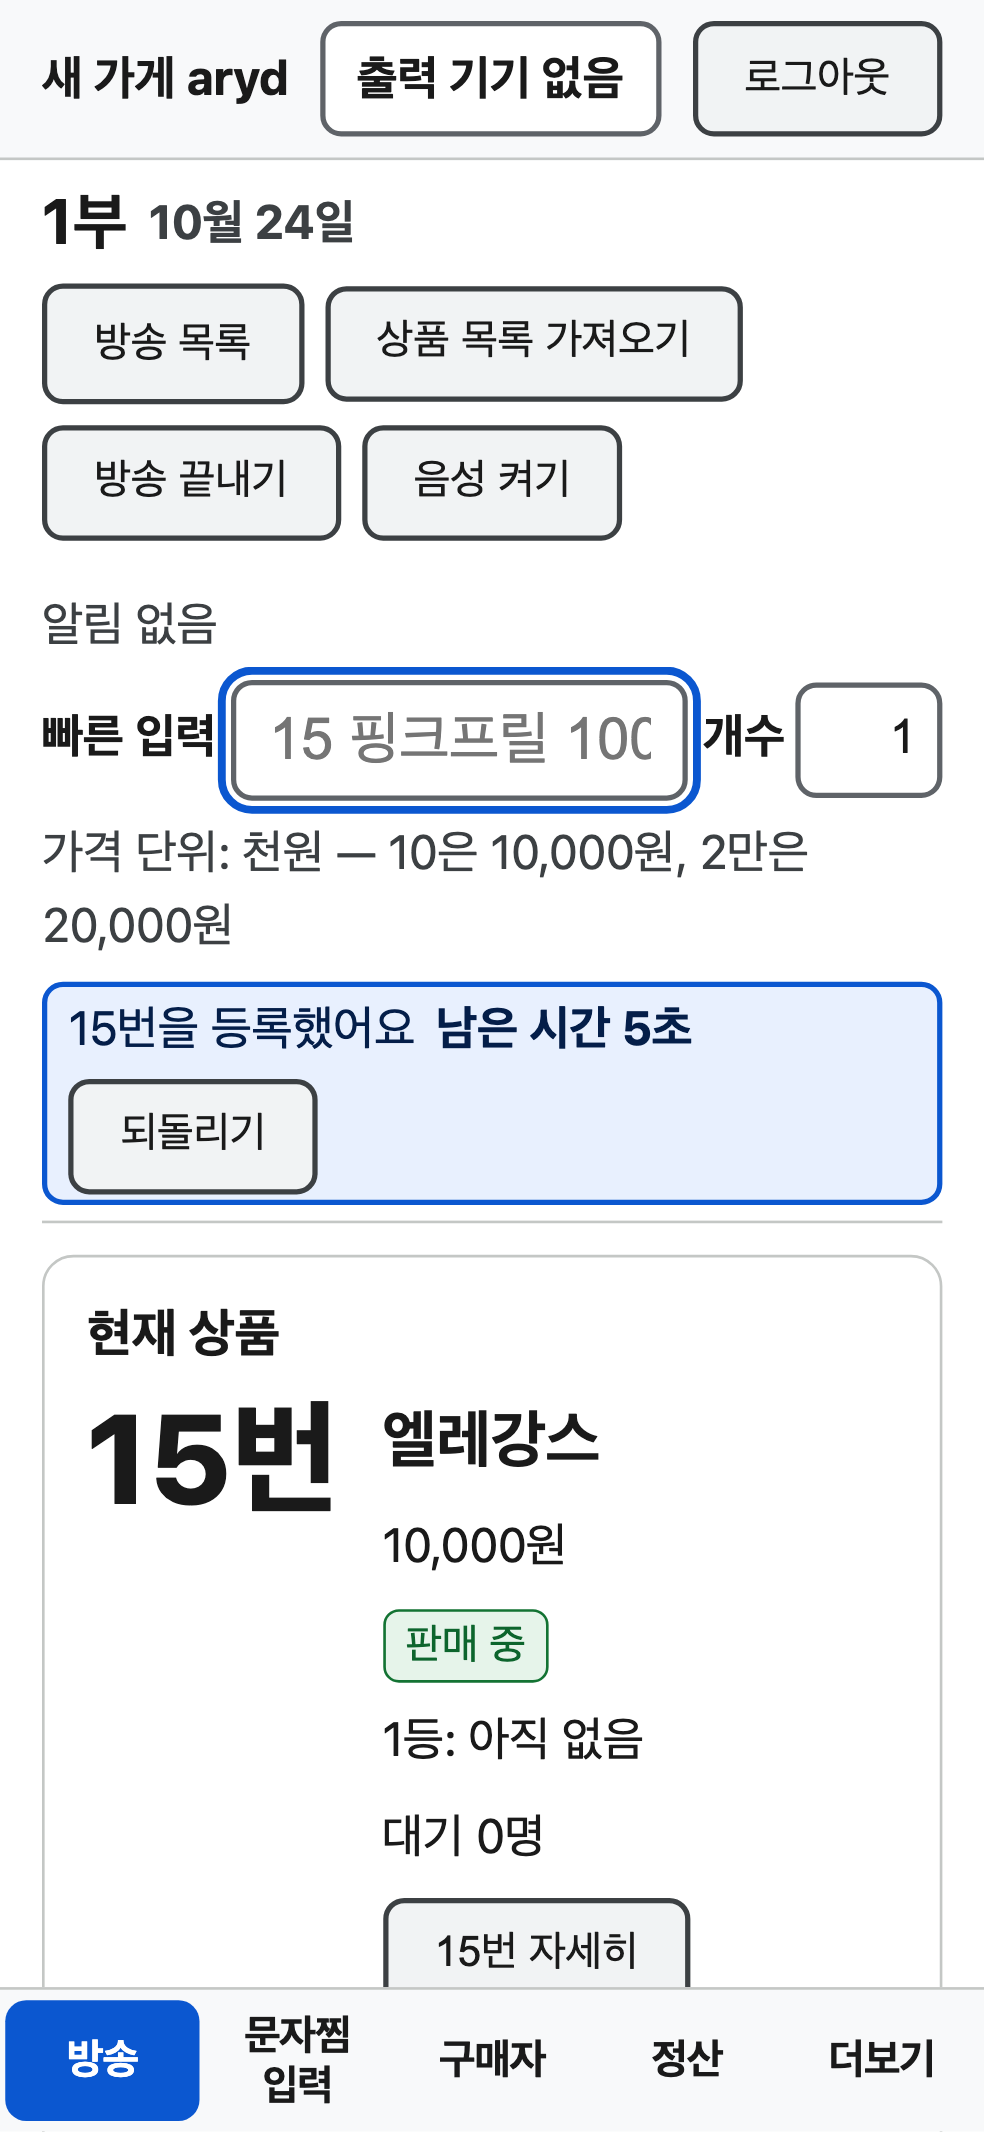 새 가게 aryd 출력 기기 없음 로그아웃
1부 10월 24일
방송 목록 상품 목록 가져오기
방송 끝내기 음성 켜기
알림 없음
빠른 입력 15 핑크프릴 100 개수 1
가격 단위: 천원 — 10은 10,000원, 2만은
20,000원
15번을 등록했어요 남은 시간 5초
되돌리기
현재 상품
15번 엘레강스
10,000원
판매 중
1등: 아직 없음
대기 0명
15번 자세히
방송 문자찜 입력 구매자 정산 더보기